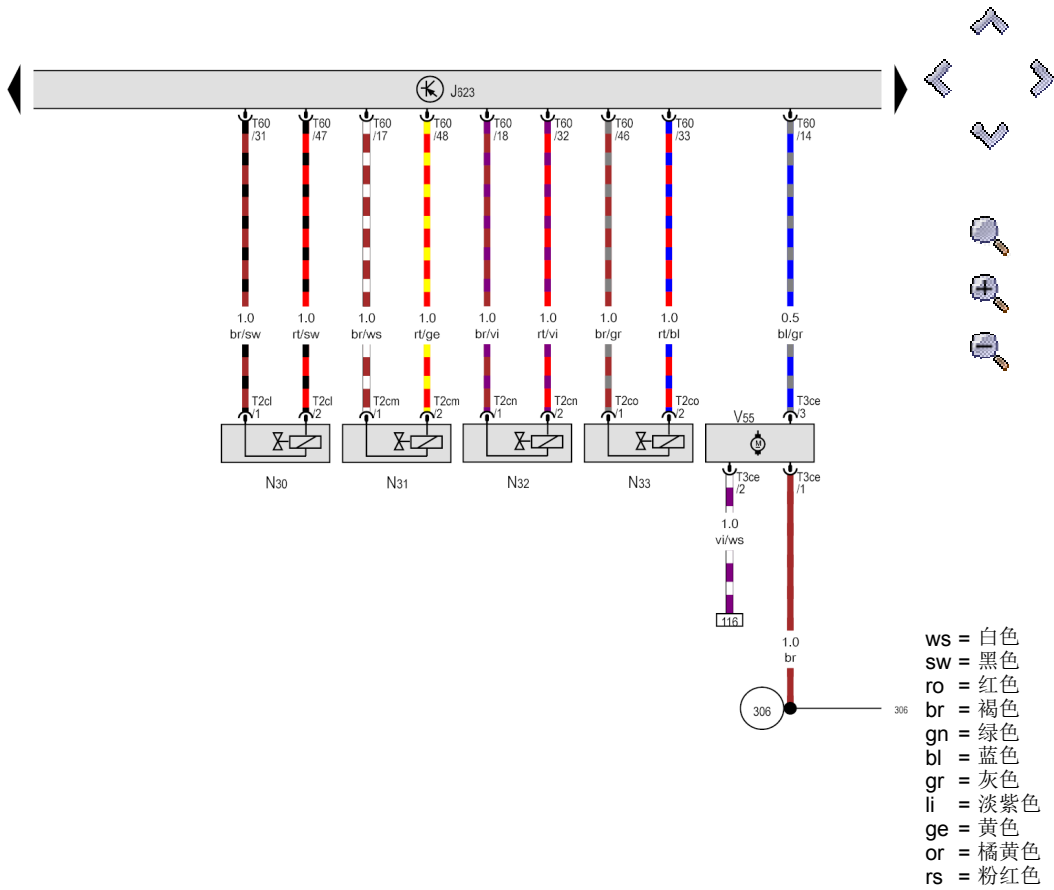 J623
T60 T60 T60 T60 T60 T60 T60 T60 T60
/31 /47 /17 /48 /18 /32 /46 /33 /14
1.0 1.0 1.0 1.0 1.0 1.0 1.0 1.0 0.5
br/sw rt/sw br/ws rt/ge br/vi rt/vi br/gr rt/bl bl/gr
T2cl T2cl T2cm T2cm T2cn T2cn T2co T2co T3ce
/1 /2 /1 /2 /1 /2 /1 /2 /3
V55
M
N30 N31 N32 N33
T3ce T3ce
/2 /1
1.0
vi/ws
116
1.0
br
306 306
ws = 白色
sw = 黑色
ro = 红色
br = 褐色
gn = 绿色
bl = 蓝色
gr = 灰色
li = 淡紫色
ge = 黄色
or = 橘黄色
rs = 粉红色